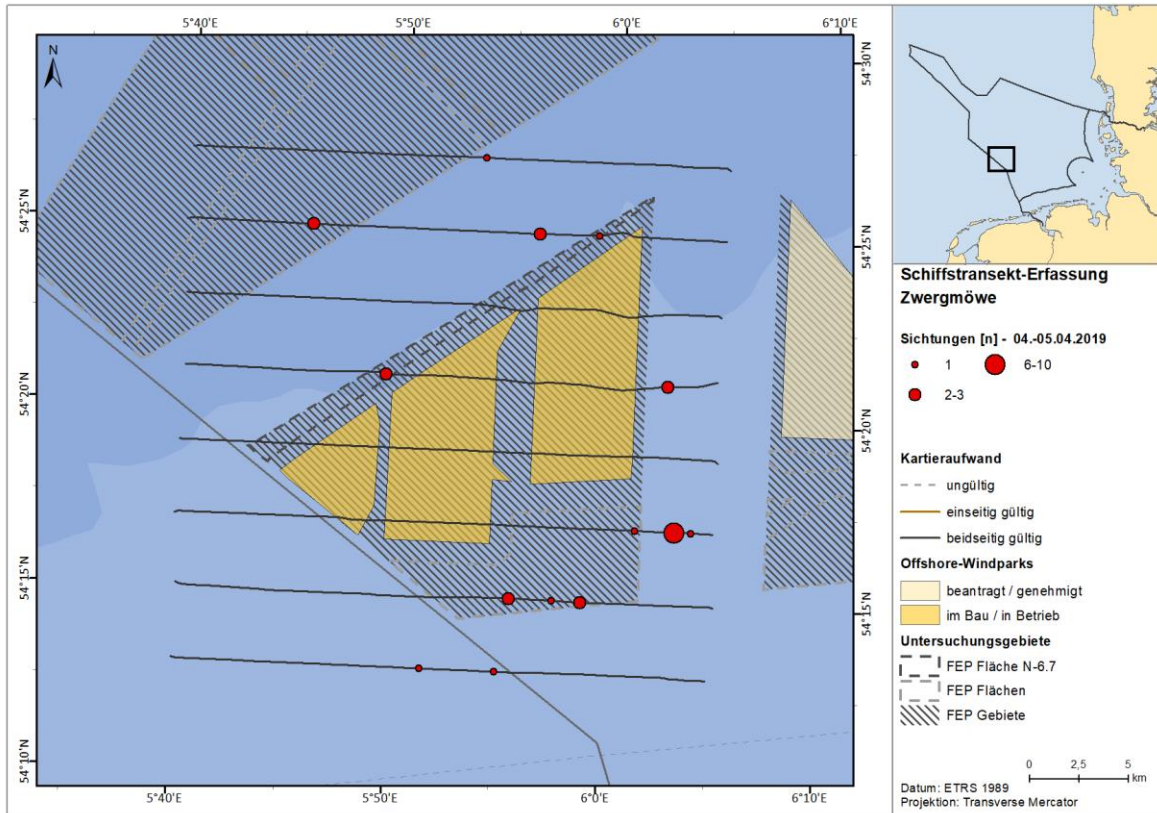 5°40'E
5°50'E
6°0'E
6°10'E
N
54°30'N
54°25'N
54°25'N
54°20'N
54°20'N
54°15'N
54°15'N
54°10'N
5°40'E
5°50'E
6°0'E
6°10'E
Schiffstransekt-Erfassung
Zwergmöwe
Sichtungen [n] - 04.-05.04.2019
1
6-10
2-3
Kartieraufwand
ungültig
einseitig gültig
beidseitig gültig
Offshore-Windparks
beantragt / genehmigt
im Bau / in Betrieb
Untersuchungsgebiete
FEP Fläche N-6.7
FEP Flächen
FEP Gebiete
0 2,5 5
km
Datum: ETRS 1989
Projektion: Transverse Mercator